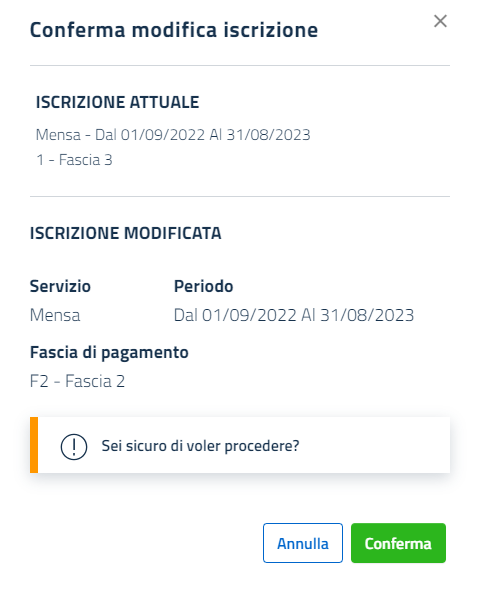 Conferma modifica iscrizione
ISCRIZIONE ATTUALE
Mensa - Dal 01/09/2022 Al 31/08/2023
1 - Fascia 3
ISCRIZIONE MODIFICATA
Servizio Periodo
Mensa Dal 01/09/2022 Al 31/08/2023
Fascia di pagamento
F2 - Fascia 2
Sei sicuro di voler procedere?
Annulla Conferma